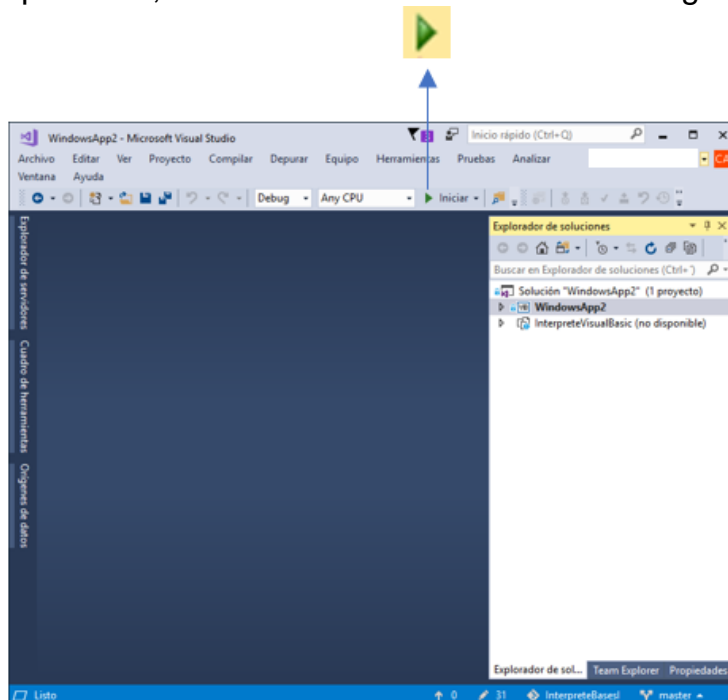 WindowsApp2 - Microsoft Visual Studio
Inicio rápido (Ctrl+Q)
Archivo Editar Ver Proyecto Compilar Depurar Equipo Herramientas Pruebas Analizar
CA
Ventana Ayuda
Debug Any CPU Iniciar
Explorador de servidores
Cuadro de herramientas
Orígenes de datos
Explorador de soluciones
Buscar en Explorador de soluciones (Ctrl+ )
Solución "WindowsApp2" (1 proyecto)
WindowsApp2
InterpreteVisualBasic (no disponible)
Explorador de sol... Team Explorer Propiedades
Listo 0 31 InterpreteBasesI master